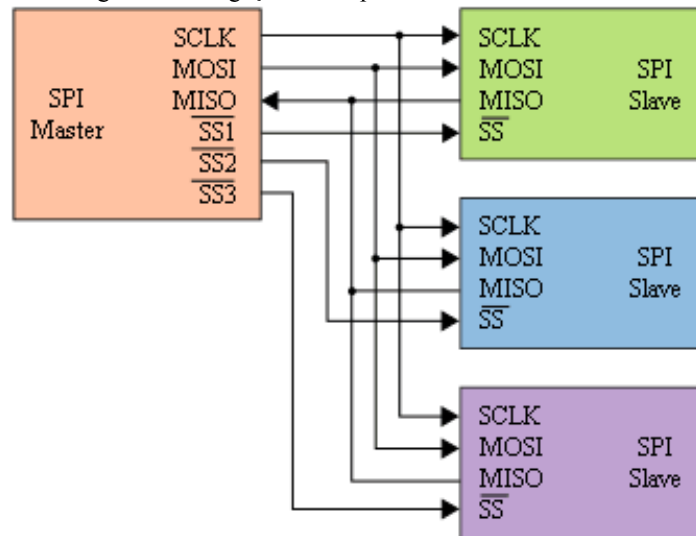 SCLK
MOSI
MISO
SS1
SS2
SS3
SPI
Master
SCLK
MOSI
MISO
SS
SPI
Slave
SCLK
MOSI
MISO
SS
SPI
Slave
SCLK
MOSI
MISO
SS
SPI
Slave